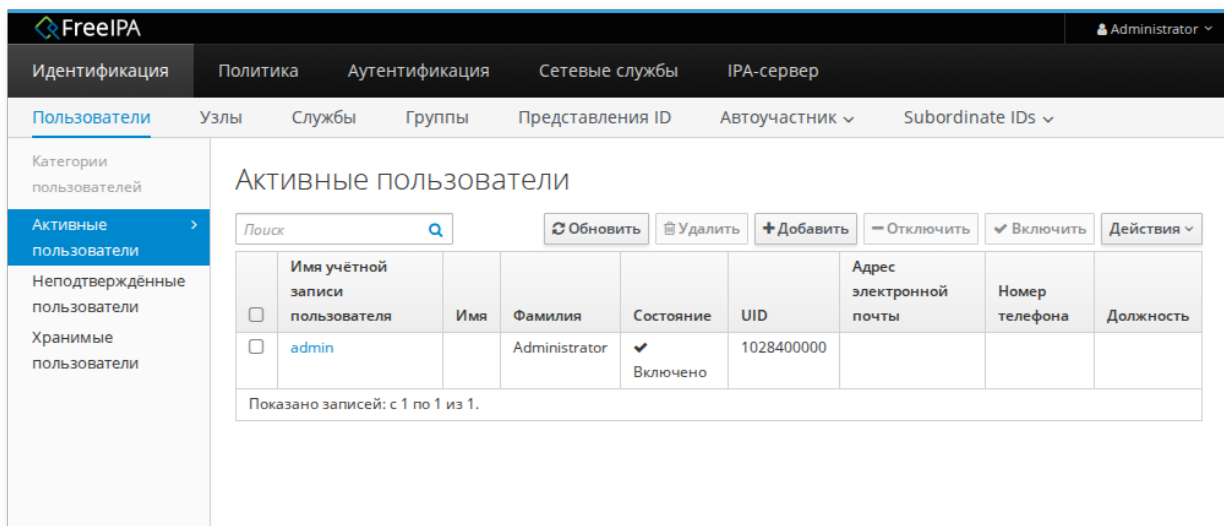 FreeIPA
Administrator
Идентификация Политика Аутентификация Сетевые службы IPA-сервер
Пользователи Узлы Службы Группы Представления ID Автоучастник Subordinate IDs
Категории
пользователей
Активные
пользователи
Неподтверждённые
пользователи
Хранимые
пользователи
Активные пользователи
Поиск Обновить Удалить Добавить Отключить Включить Действия
Имя учётной
записи
пользователя
Имя
Фамилия
Состояние
UID
Адрес
электронной
почты
Номер
телефона
Должность
admin
Administrator
Включено
1028400000
Показано записей: с 1 по 1 из 1.